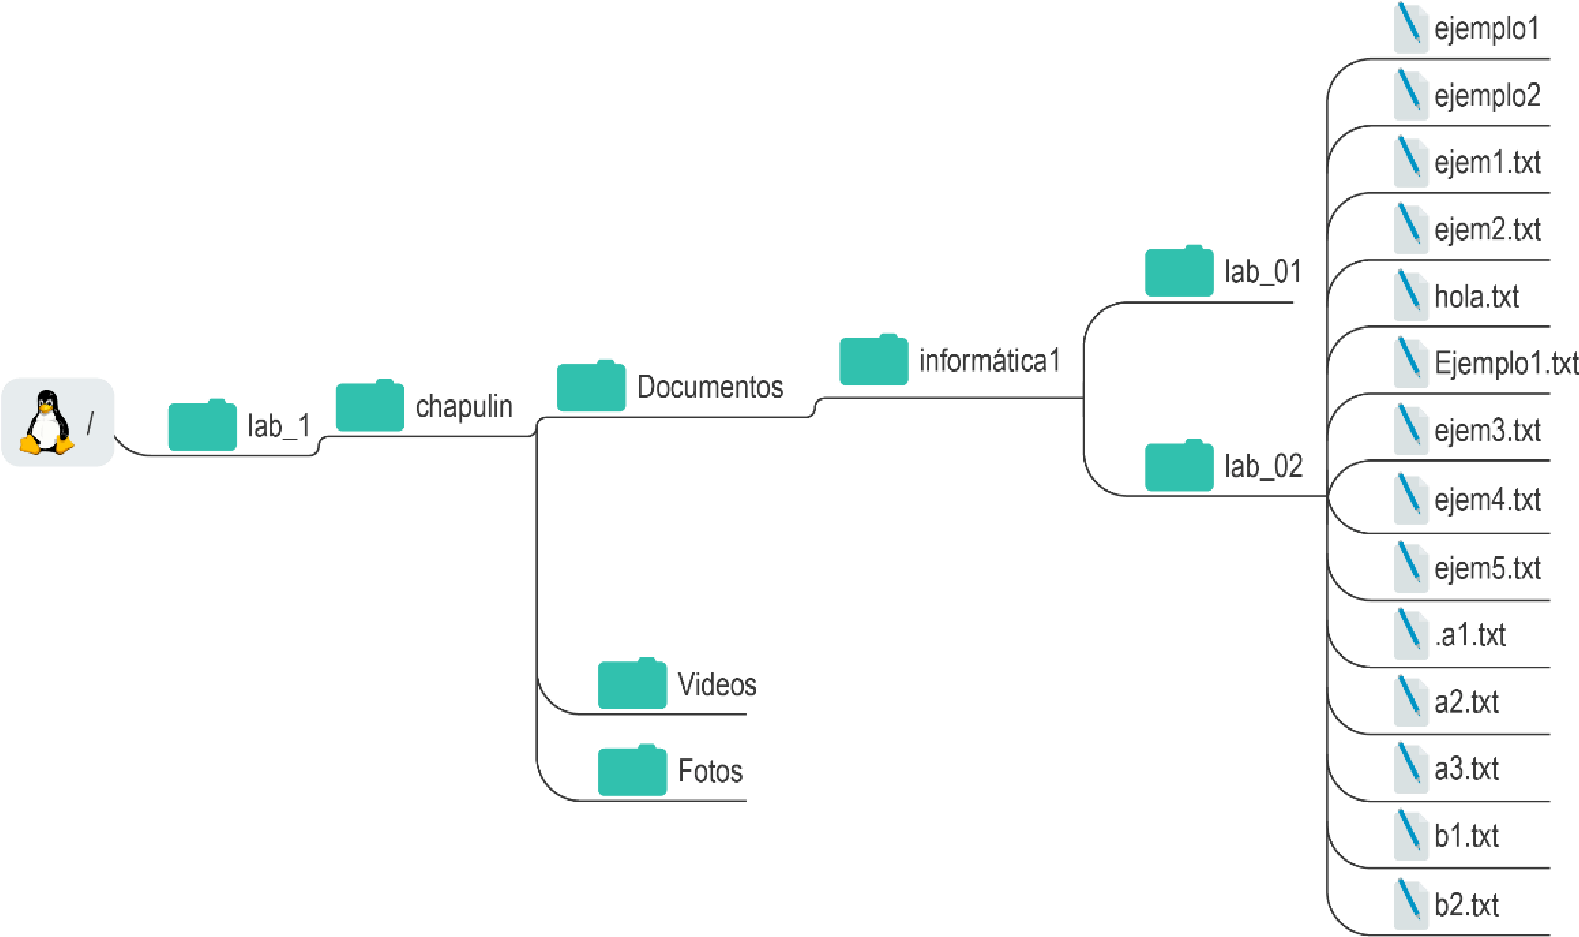 /
lab_1
chapulin
Documentos
informática1
lab_01
lab_02
ejemplo1
ejemplo2
ejem1.txt
ejem2.txt
hola.txt
Ejemplo1.txt
ejem3.txt
ejem4.txt
ejem5.txt
.a1.txt
a2.txt
a3.txt
b1.txt
b2.txt
Videos
Fotos